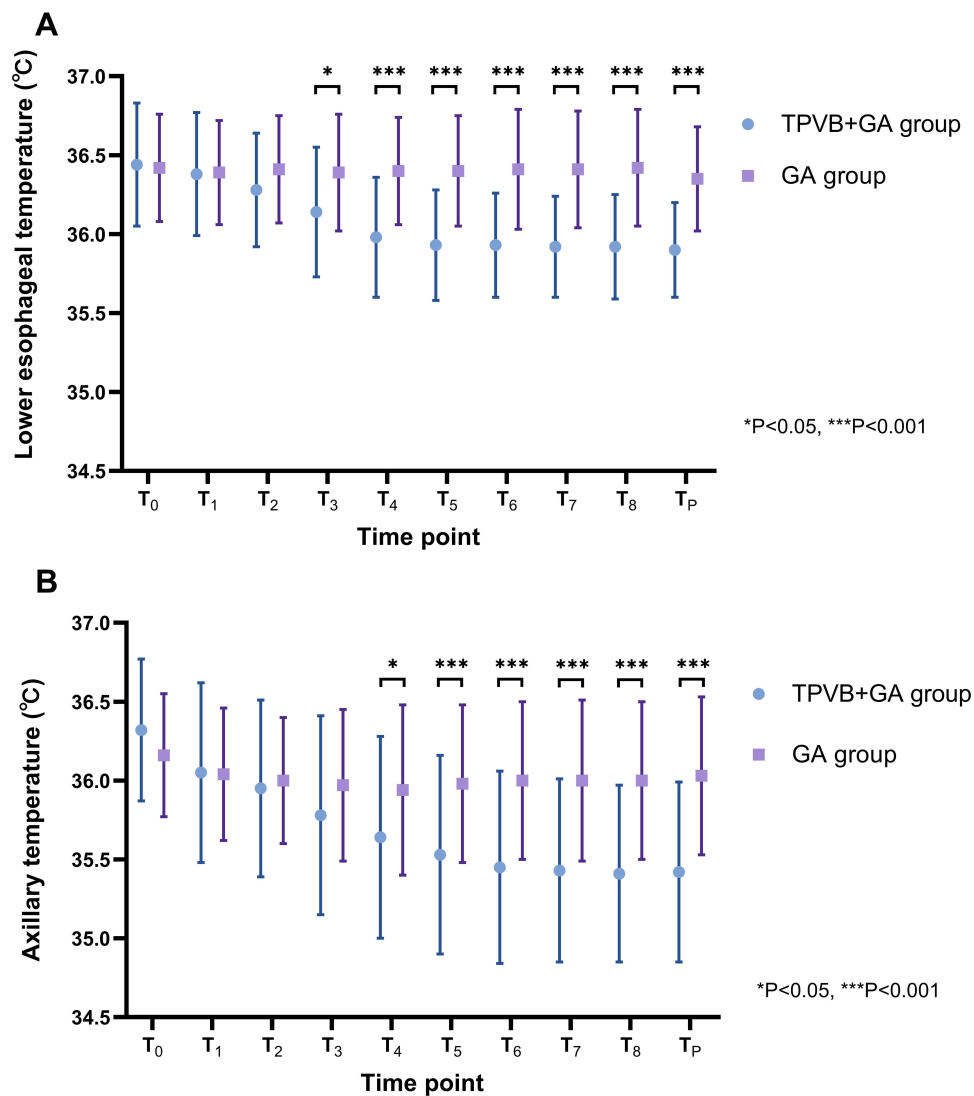 A
Lower esophageal temperature (℃)
37.0
36.5
36.0
35.5
35.0
34.5
* *** *** *** *** *** ***
TPVB+GA group
GA group
*P<0.05, ***P<0.001
T0 T1 T2 T3 T4 T5 T6 T7 T8 TP
Time point
B
Axillary temperature (℃)
37.0
36.5
36.0
35.5
35.0
34.5
* *** *** *** *** ***
TPVB+GA group
GA group
*P<0.05, ***P<0.001
T0 T1 T2 T3 T4 T5 T6 T7 T8 TP
Time point